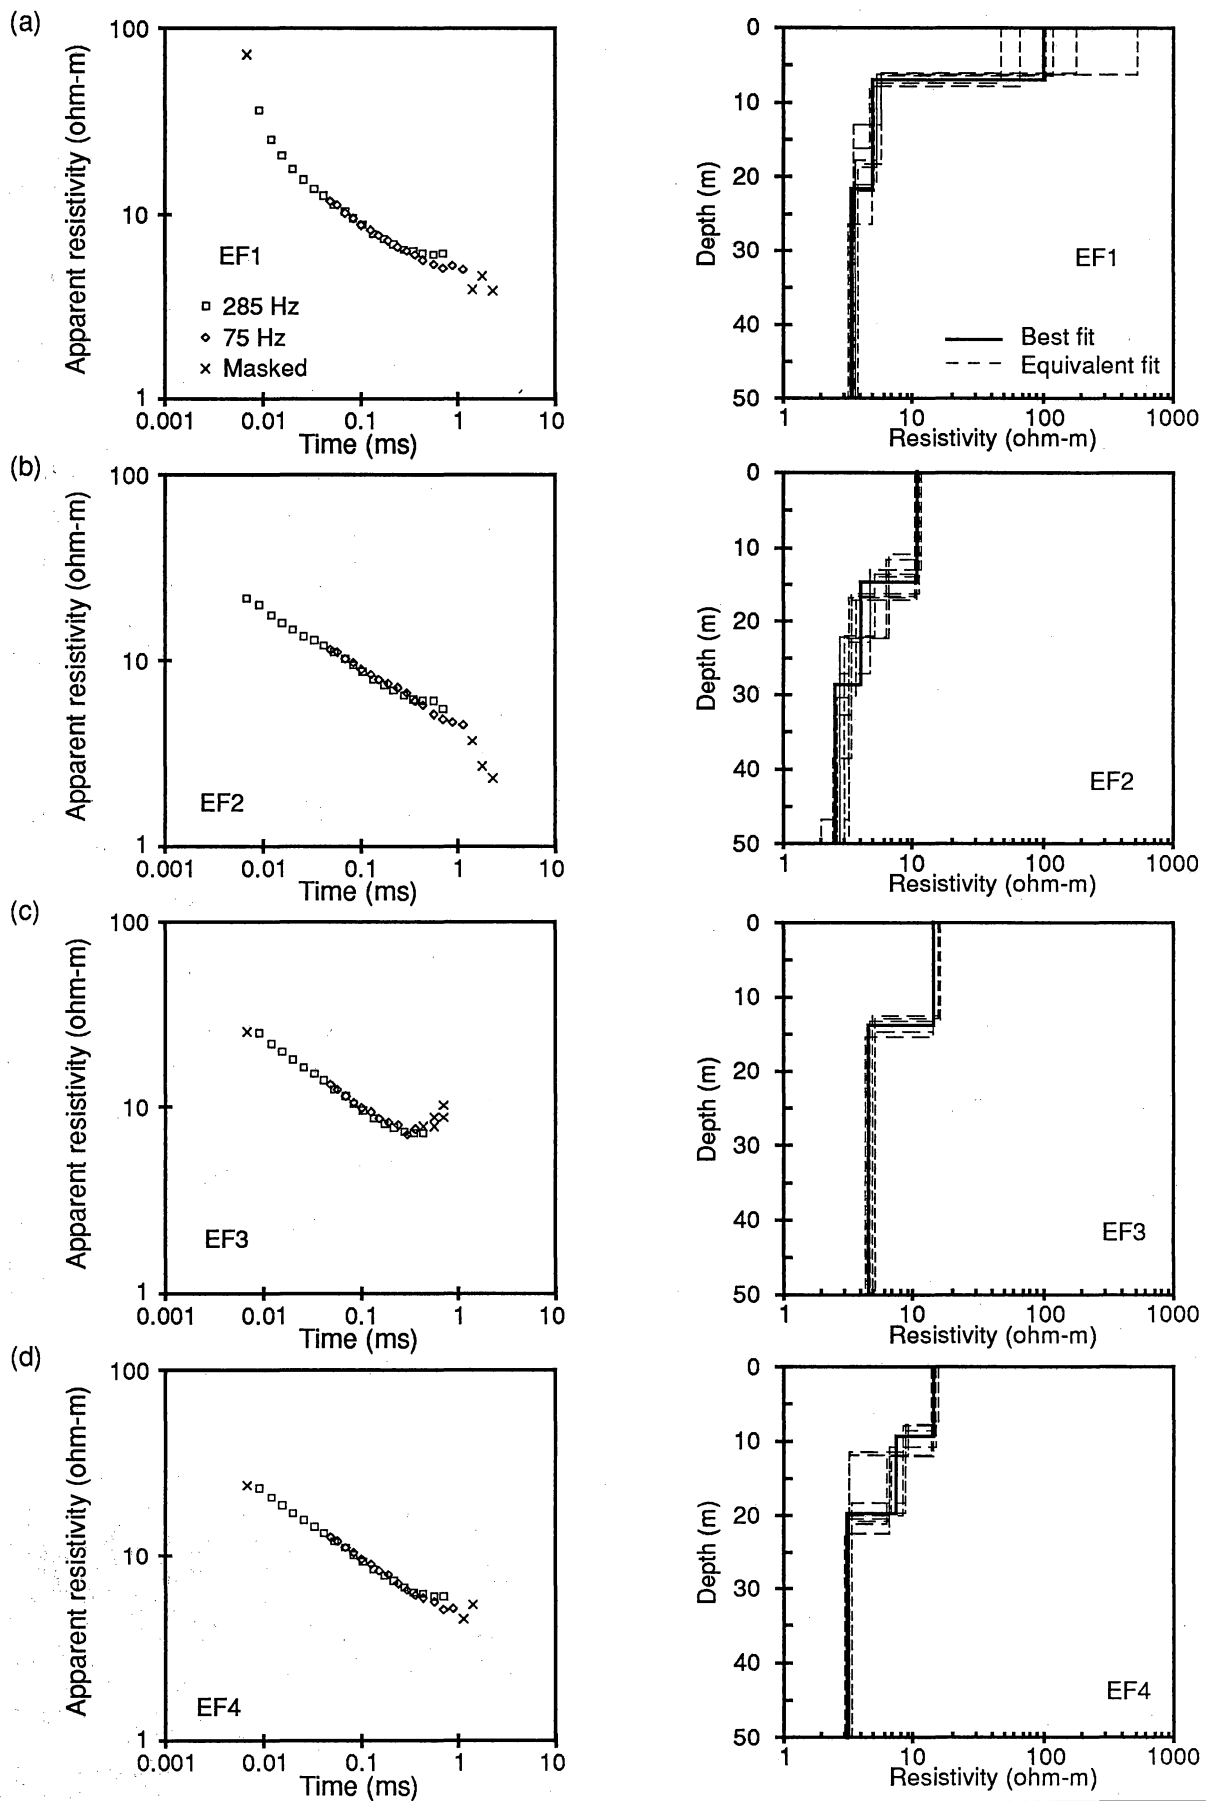 (a)
100
10
1
Apparent resistivity (ohm-m)
EF1
285 Hz
75 Hz
Masked
0.001 0.01 0.1 1 10
Time (ms)
0
10
20
30
40
50
Depth (m)
EF1
Best fit
Equivalent fit
1 10 100 1000
Resistivity (ohm-m)
(b)
100
10
1
Apparent resistivity (ohm-m)
EF2
0.001 0.01 0.1 1 10
Time (ms)
0
10
20
30
40
50
Depth (m)
EF2
1 10 100 1000
Resistivity (ohm-m)
(c)
100
10
1
Apparent resistivity (ohm-m)
EF3
0.001 0.01 0.1 1 10
Time (ms)
0
10
20
30
40
50
Depth (m)
EF3
1 10 100 1000
Resistivity (ohm-m)
(d)
100
10
1
Apparent resistivity (ohm-m)
EF4
0.001 0.01 0.1 1 10
Time (ms)
0
10
20
30
40
50
Depth (m)
EF4
1 10 100 1000
Resistivity (ohm-m)